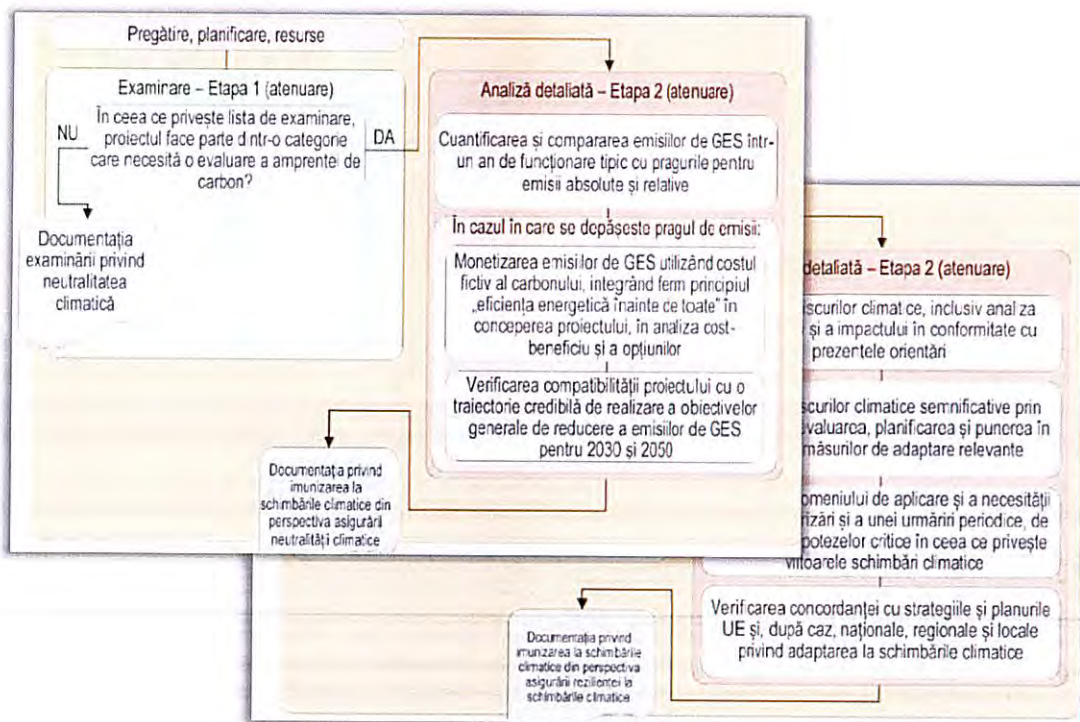 Pregătire, planificare, resurse
Examinare – Etapa 1 (atenuare)
În ceea ce privește lista de examinare,
proiectul face parte dintr-o categorie
care necesită o evaluare a amprentei de
carbon?
NU
DA
Documentația
examinării privind
neutralitatea
climatică
Analiză detaliată – Etapa 2 (atenuare)
Cuantificarea și compararea emisiilor de GES într-
un an de funcționare tipic cu pragurile pentru
emisii absolute și relative
În cazul în care se depășește pragul de emisii:
Monetizarea emisiilor de GES utilizând costul
fictiv al carbonului, integrând ferm principiul
„eficiența energetică înainte de toate” în
conceperea proiectului, în analiza cost-
beneficiu și a opțiunilor
Verificarea compatibilității proiectului cu o
traiectorie credibilă de realizare a obiectivelor
generale de reducere a emisiilor de GES
pentru 2030 și 2050
Documentația privind
imunizarea la
schimbările climatice din
perspectiva asigurării
neutralității climatice
detaliată – Etapa 2 (atenuare)
scurilor climatice, inclusiv analiza
și a impactului în conformitate cu
prezentele orientări
scurilor climatice semnificative prin
evaluarea, planificarea și punerea în
măsurilor de adaptare relevante
omeniului de aplicare și a necesității
rizări și a unei urmăriri periodice, de
potezelor critice în ceea ce privește
viitoarele schimbări climatice
Verificarea concordanței cu strategiile și planurile
UE și, după caz, naționale, regionale și locale
privind adaptarea la schimbările climatice
Documentația privind
imunizarea la schimbările
climatice din perspectiva
asigurării rezilienței la
schimbările climatice